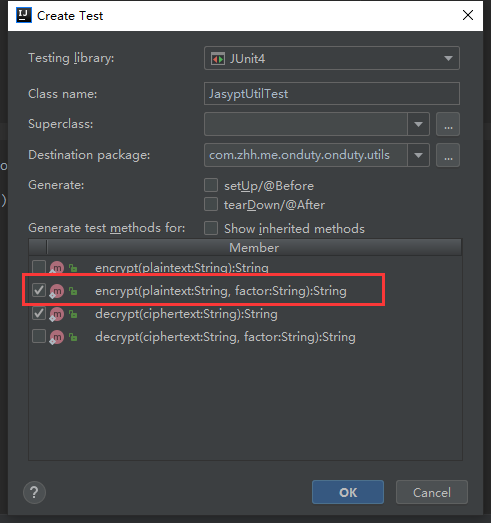 Create Test
Testing library: JUnit4
Class name: JasyptUtilTest
Superclass:
...
Destination package: com.zhh.me.onduty.onduty.utils
...
Generate: setUp/@Before
tearDown/@After
Generate test methods for: Show inherited methods
Member
encrypt(plaintext:String):String
encrypt(plaintext:String, factor:String):String
decrypt(ciphertext:String):String
decrypt(ciphertext:String, factor:String):String
? OK Cancel